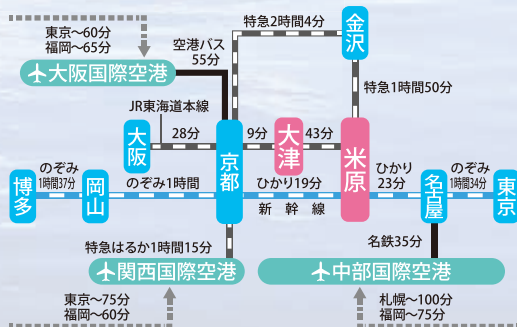 東京〜60分
福岡〜65分
大阪国際空港
空港バス
55分
特急2時間4分
金沢
特急1時間50分
JR東海道本線
大阪
28分
京都
9分
大津
43分
米原
のぞみ
1時間37分
博多
岡山
のぞみ1時間
ひかり19分
新幹線
ひかり
23分
名古屋
のぞみ
1時間34分
東京
特急はるか1時間15分
関西国際空港
名鉄35分
中部国際空港
東京〜75分
福岡〜60分
札幌〜100分
福岡〜75分